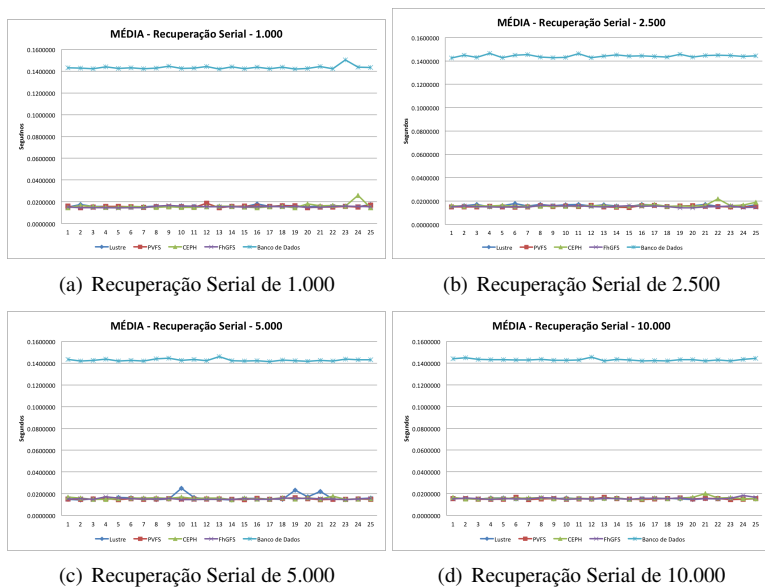 MÉDIA - Recuperação Serial - 1.000
0.1600000
0.1400000
0.1200000
0.1000000
0.0800000
0.0600000
0.0400000
0.0200000
0.0000000
Segudnos
1 2 3 4 5 6 7 8 9 10 11 12 13 14 15 16 17 18 19 20 21 22 23 24 25
Lustre PVFS CEPH FhGFS Banco de Dados
(a) Recuperação Serial de 1.000
MÉDIA - Recuperação Serial - 2.500
0.1600000
0.1400000
0.1200000
0.1000000
0.0800000
0.0600000
0.0400000
0.0200000
0.0000000
Segundos
1 2 3 4 5 6 7 8 9 10 11 12 13 14 15 16 17 18 19 20 21 22 23 24 25
Lustre PVFS CEPH FhGFS Banco de Dados
(b) Recuperação Serial de 2.500
MÉDIA - Recuperação Serial - 5.000
0.1600000
0.1400000
0.1200000
0.1000000
0.0800000
0.0600000
0.0400000
0.0200000
0.0000000
Segundos
1 2 3 4 5 6 7 8 9 10 11 12 13 14 15 16 17 18 19 20 21 22 23 24 25
Lustre PVFS CEPH FhGFS Banco de Dados
(c) Recuperação Serial de 5.000
MÉDIA - Recuperação Serial - 10.000
0.1600000
0.1400000
0.1200000
0.1000000
0.0800000
0.0600000
0.0400000
0.0200000
0.0000000
Segundos
1 2 3 4 5 6 7 8 9 10 11 12 13 14 15 16 17 18 19 20 21 22 23 24 25
Lustre PVFS CEPH FhGFS Banco de Dados
(d) Recuperação Serial de 10.000